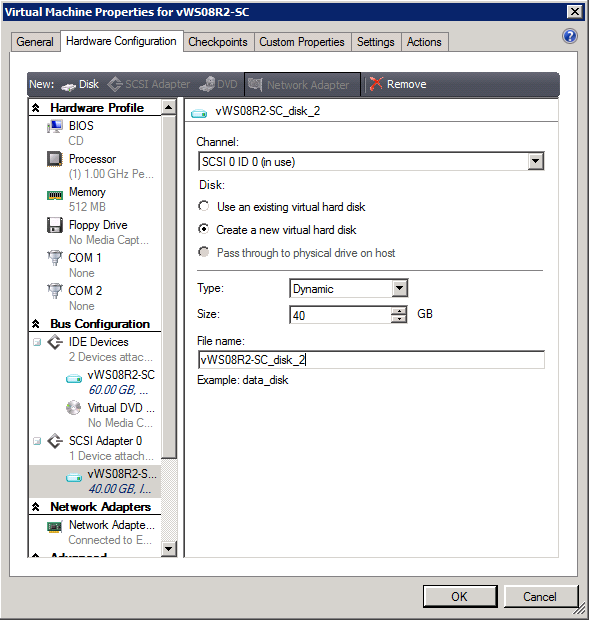 Virtual Machine Properties for vWS08R2-SC
General Hardware Configuration Checkpoints Custom Properties Settings Actions
New: Disk SCSI Adapter DVD Network Adapter Remove
Hardware Profile
BIOS
CD
Processor
(1) 1.00 GHz Pe...
Memory
512 MB
Floppy Drive
No Media Capt...
COM 1
None
COM 2
None
Bus Configuration
IDE Devices
2 Devices attac...
vWS08R2-SC
60.00 GB, ...
Virtual DVD ...
No Media C...
SCSI Adapter 0
1 Device attach...
vWS08R2-S...
40.00 GB, I...
Network Adapters
Network Adapte...
Connected to E...
Advanced
vWS08R2-SC_disk_2
Channel:
SCSI 0 ID 0 (in use)
Disk:
Use an existing virtual hard disk
Create a new virtual hard disk
Pass through to physical drive on host
Type: Dynamic
Size: 40 GB
File name:
vWS08R2-SC_disk_2
Example: data_disk
OK Cancel